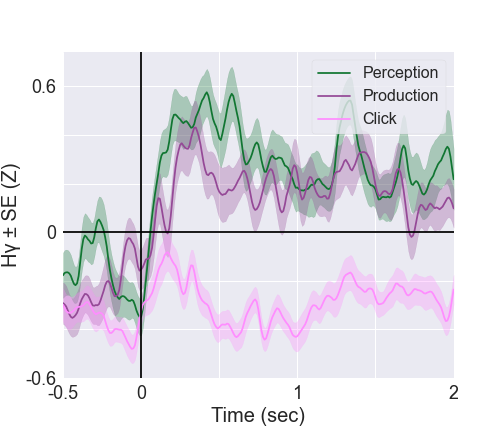 Perception
Production
Click
Hγ ± SE (Z)
0.6
0
-0.6
-0.5 0 1 2
Time (sec)